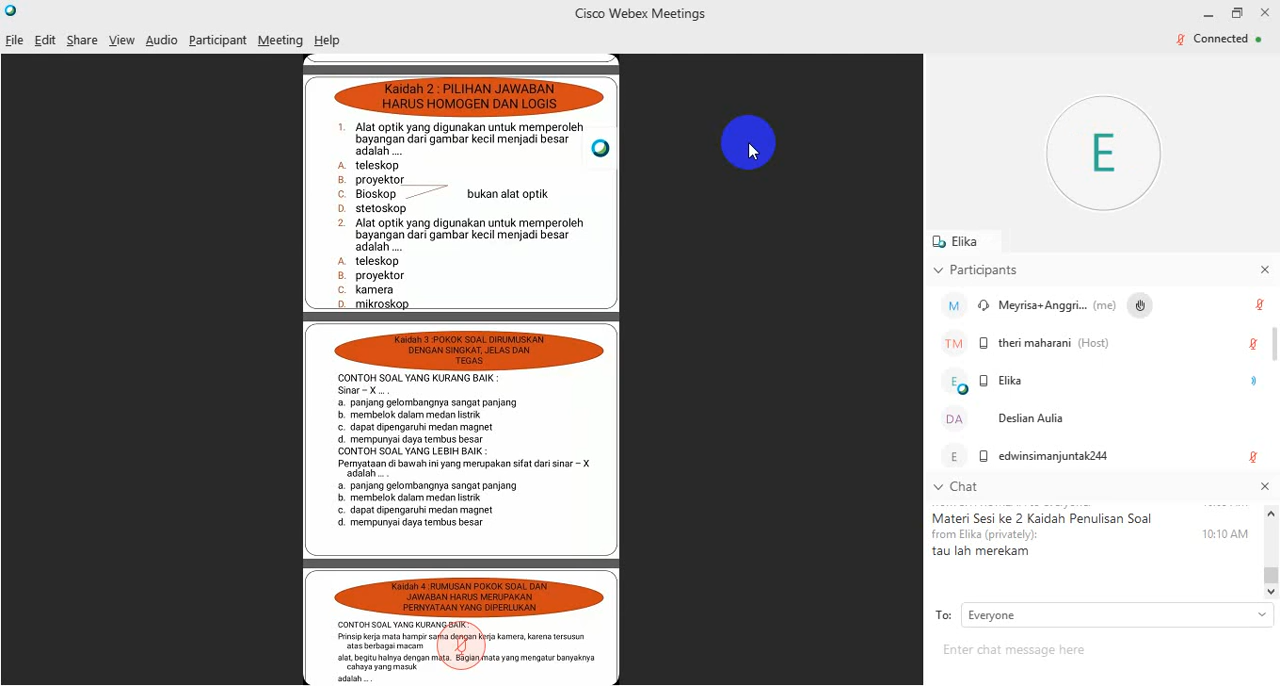 Cisco Webex Meetings
File Edit Share View Audio Participant Meeting Help
Connected
Kaidah 2 : PILIHAN JAWABAN
HARUS HOMOGEN DAN LOGIS
1. Alat optik yang digunakan untuk memperoleh
bayangan dari gambar kecil menjadi besar
adalah ....
A. teleskop
B. proyektor
C. Bioskop bukan alat optik
D. stetoskop
2. Alat optik yang digunakan untuk memperoleh
bayangan dari gambar kecil menjadi besar
adalah ....
A. teleskop
B. proyektor
C. kamera
D. mikroskop
Kaidah 3 :POKOK SOAL DIRUMUSKAN
DENGAN SINGKAT, JELAS DAN
TEGAS
CONTOH SOAL YANG KURANG BAIK :
Sinar – X ... .
a. panjang gelombangnya sangat panjang
b. membelok dalam medan listrik
c. dapat dipengaruhi medan magnet
d. mempunyai daya tembus besar
CONTOH SOAL YANG LEBIH BAIK :
Pernyataan di bawah ini yang merupakan sifat dari sinar – X
adalah ... .
a. panjang gelombangnya sangat panjang
b. membelok dalam medan listrik
c. dapat dipengaruhi medan magnet
d. mempunyai daya tembus besar
Kaidah 4 :RUMUSAN POKOK SOAL DAN
JAWABAN HARUS MERUPAKAN
PERNYATAAN YANG DIPERLUKAN
CONTOH SOAL YANG KURANG BAIK :
Prinsip kerja mata hampir sama dengan kerja kamera, karena tersusun
atas berbagai macam
alat, begitu halnya dengan mata. Bagian mata yang mengatur banyaknya
cahaya yang masuk
adalah ... .
E
Elika
Participants
M Meyrisa+Anggri... (me)
TM theri maharani (Host)
E Elika
DA Deslian Aulia
E edwinsimanjuntak244
Chat
Materi Sesi ke 2 Kaidah Penulisan Soal
from Elika (privately): 10:10 AM
tau lah merekam
To: Everyone
Enter chat message here